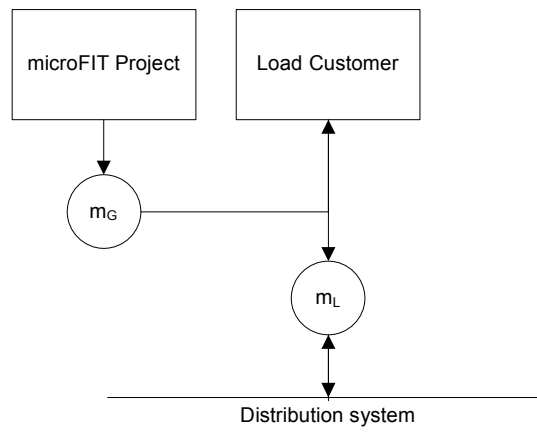 microFIT Project
Load Customer
mG
mL
Distribution system